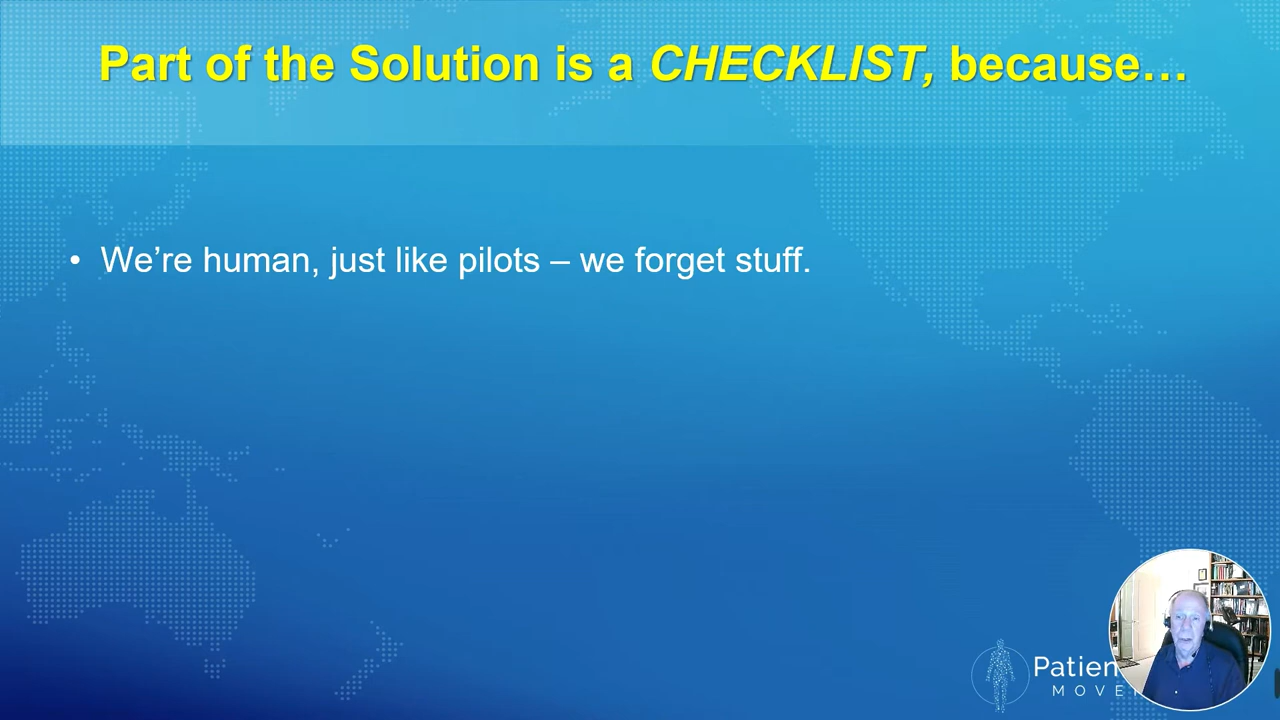 Part of the Solution is a CHECKLIST, because…
• We’re human, just like pilots – we forget stuff.